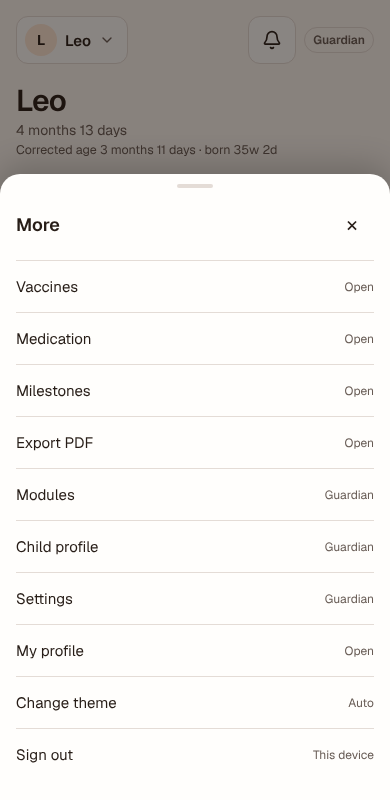 L Leo Guardian
Leo
4 months 13 days
Corrected age 3 months 11 days · born 35w 2d
More
Vaccines Open
Medication Open
Milestones Open
Export PDF Open
Modules Guardian
Child profile Guardian
Settings Guardian
My profile Open
Change theme Auto
Sign out This device